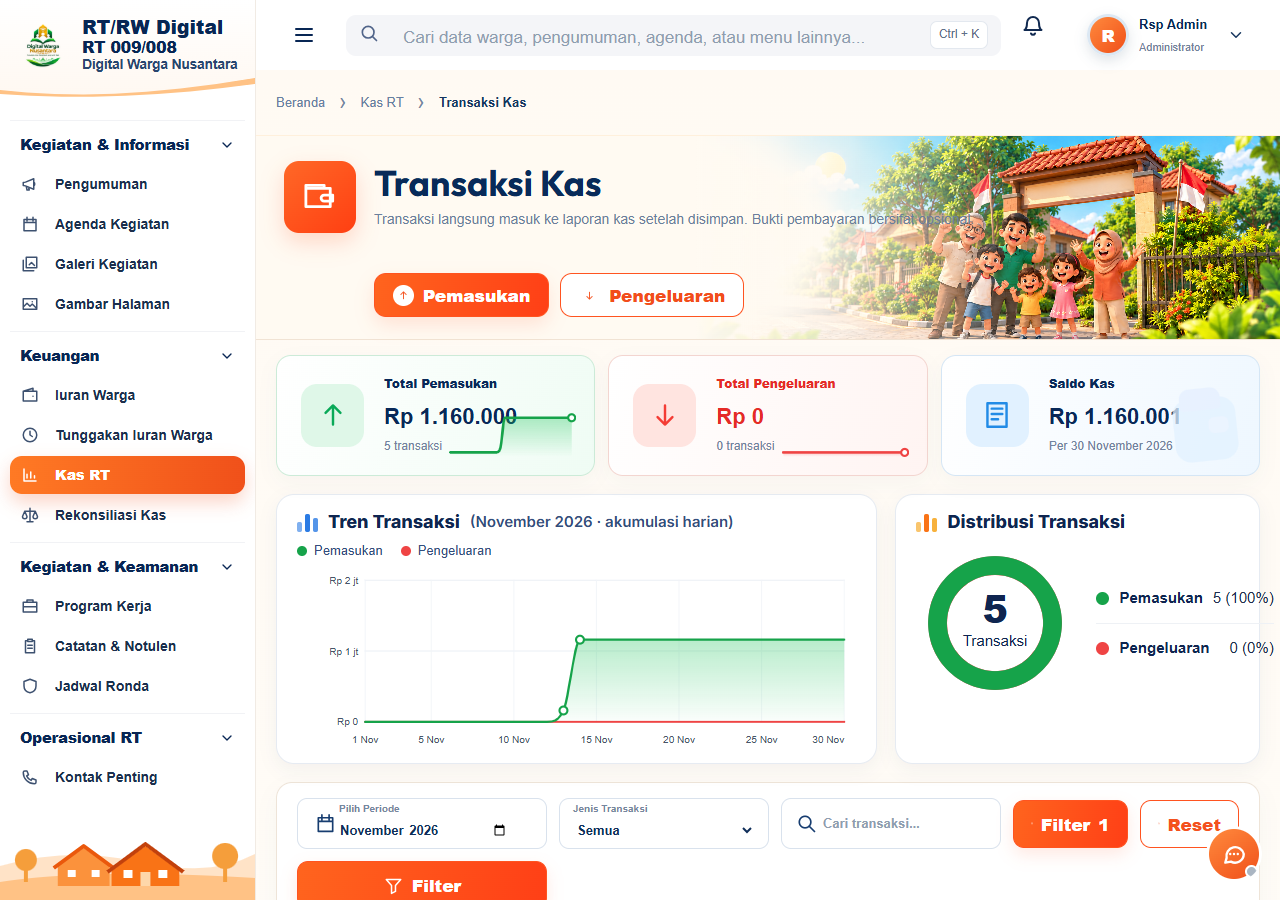 RT/RW Digital
RT 009/008
Digital Warga Nusantara
Digital Warga
Nusantara
Cari data warga, pengumuman, agenda, atau menu lainnya...
Ctrl + K
R
Rsp Admin
Administrator
Beranda
Kas RT
Transaksi Kas
Kegiatan & Informasi
Pengumuman
Agenda Kegiatan
Galeri Kegiatan
Gambar Halaman
Keuangan
Iuran Warga
Tunggakan Iuran Warga
Kas RT
Rekonsiliasi Kas
Kegiatan & Keamanan
Program Kerja
Catatan & Notulen
Jadwal Ronda
Operasional RT
Kontak Penting
Transaksi Kas
Transaksi langsung masuk ke laporan kas setelah disimpan. Bukti pembayaran bersifat opsional.
Pemasukan
Pengeluaran
Total Pemasukan
Rp 1.160.000
5 transaksi
Total Pengeluaran
Rp 0
0 transaksi
Saldo Kas
Rp 1.160.001
Per 30 November 2026
Tren Transaksi (November 2026 · akumulasi harian)
Pemasukan
Pengeluaran
Rp 2 jt
Rp 1 jt
Rp 0
1 Nov
5 Nov
10 Nov
15 Nov
20 Nov
25 Nov
30 Nov
Distribusi Transaksi
5
Transaksi
Pemasukan 5 (100%)
Pengeluaran 0 (0%)
Pilih Periode
November 2026
Jenis Transaksi
Semua
Cari transaksi...
Filter 1
Reset
Filter